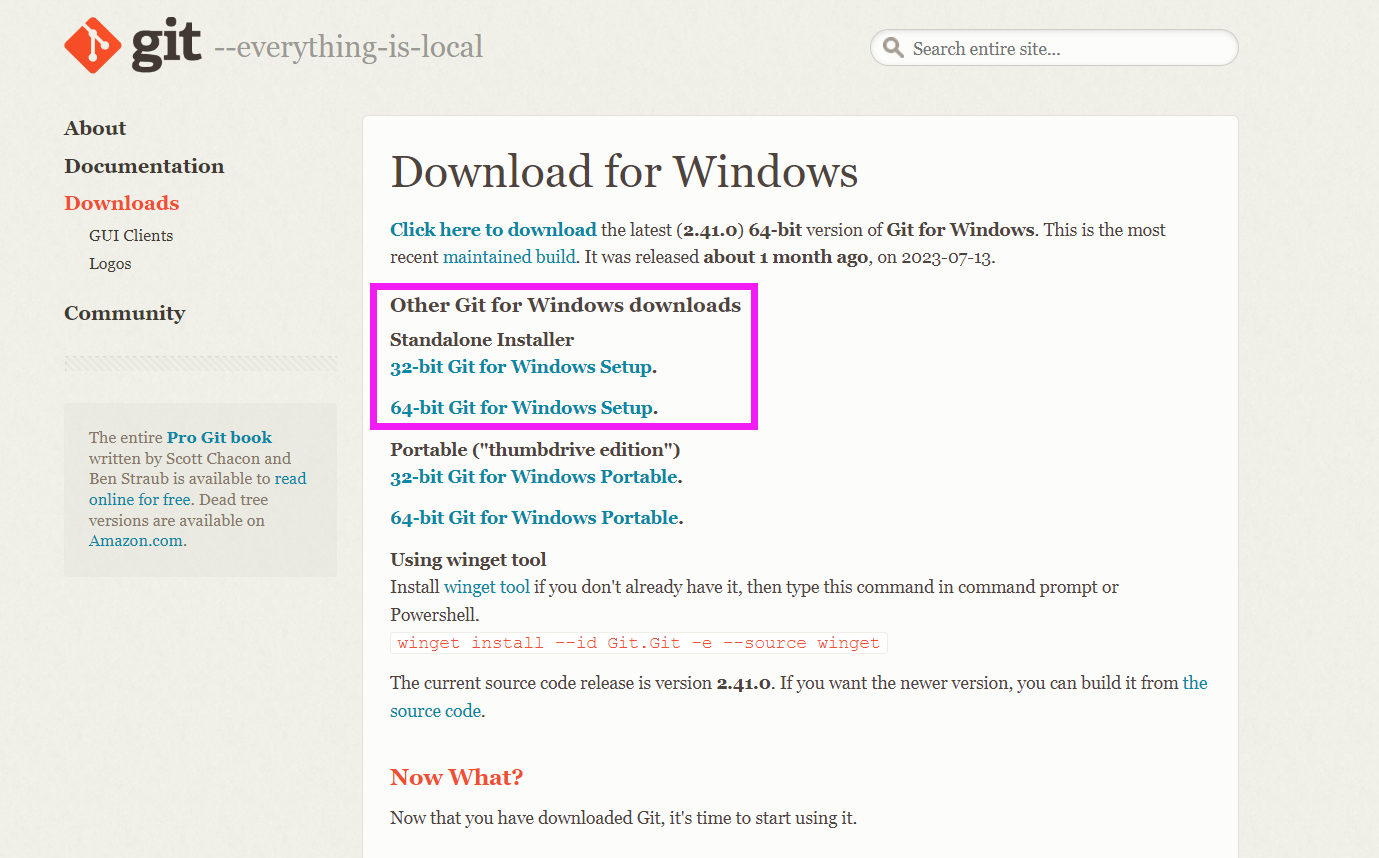 git --everything-is-local
Search entire site...
About
Documentation
Downloads
GUI Clients
Logos
Community
The entire Pro Git book
written by Scott Chacon and
Ben Straub is available to read
online for free. Dead tree
versions are available on
Amazon.com.
Download for Windows
Click here to download the latest (2.41.0) 64-bit version of Git for Windows. This is the most
recent maintained build. It was released about 1 month ago, on 2023-07-13.
Other Git for Windows downloads
Standalone Installer
32-bit Git for Windows Setup.
64-bit Git for Windows Setup.
Portable ("thumbdrive edition")
32-bit Git for Windows Portable.
64-bit Git for Windows Portable.
Using winget tool
Install winget tool if you don't already have it, then type this command in command prompt or
Powershell.
winget install --id Git.Git -e --source winget
The current source code release is version 2.41.0. If you want the newer version, you can build it from the
source code.
Now What?
Now that you have downloaded Git, it's time to start using it.